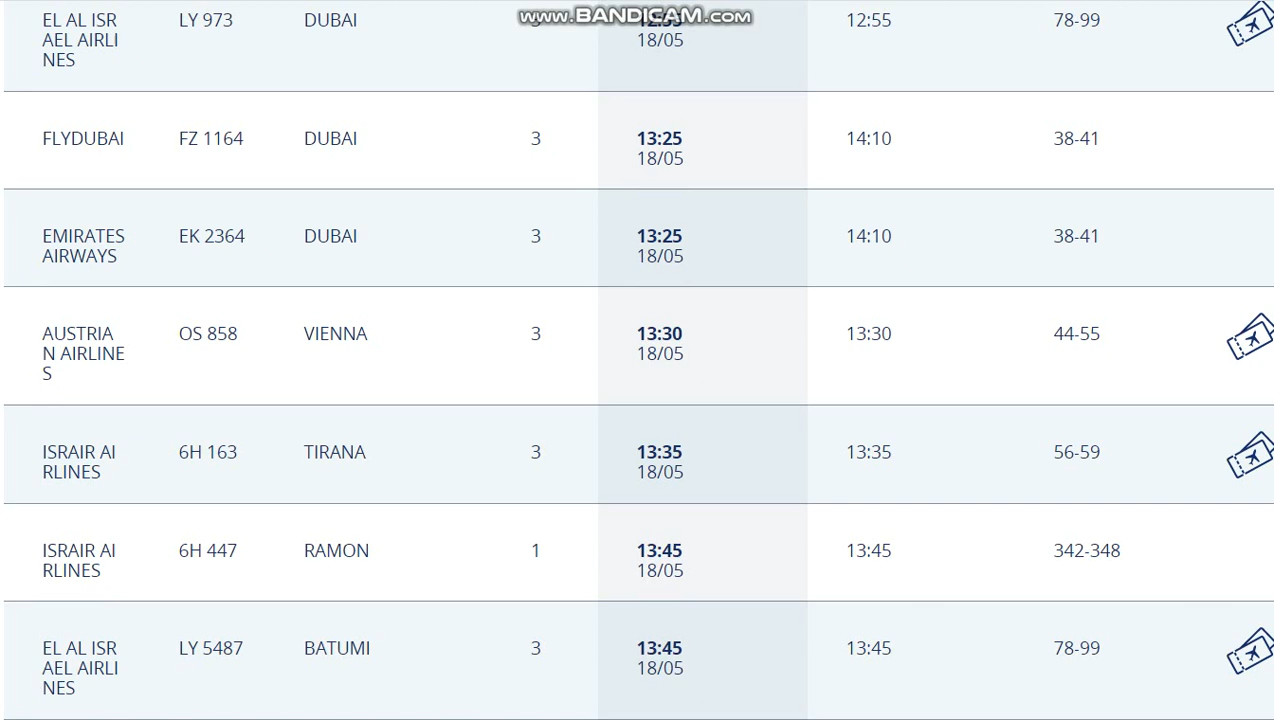 www.BANDICAM.com
EL AL ISR LY 973 DUBAI 3 12:55 12:55 78-99
AEL AIRLI 18/05
NES
FLYDUBAI FZ 1164 DUBAI 3 13:25 14:10 38-41
18/05
EMIRATES EK 2364 DUBAI 3 13:25 14:10 38-41
AIRWAYS 18/05
AUSTRIA OS 858 VIENNA 3 13:30 13:30 44-55
N AIRLINE 18/05
S
ISRAIR AI 6H 163 TIRANA 3 13:35 13:35 56-59
RLINES 18/05
ISRAIR AI 6H 447 RAMON 1 13:45 13:45 342-348
RLINES 18/05
EL AL ISR LY 5487 BATUMI 3 13:45 13:45 78-99
AEL AIRLI 18/05
NES